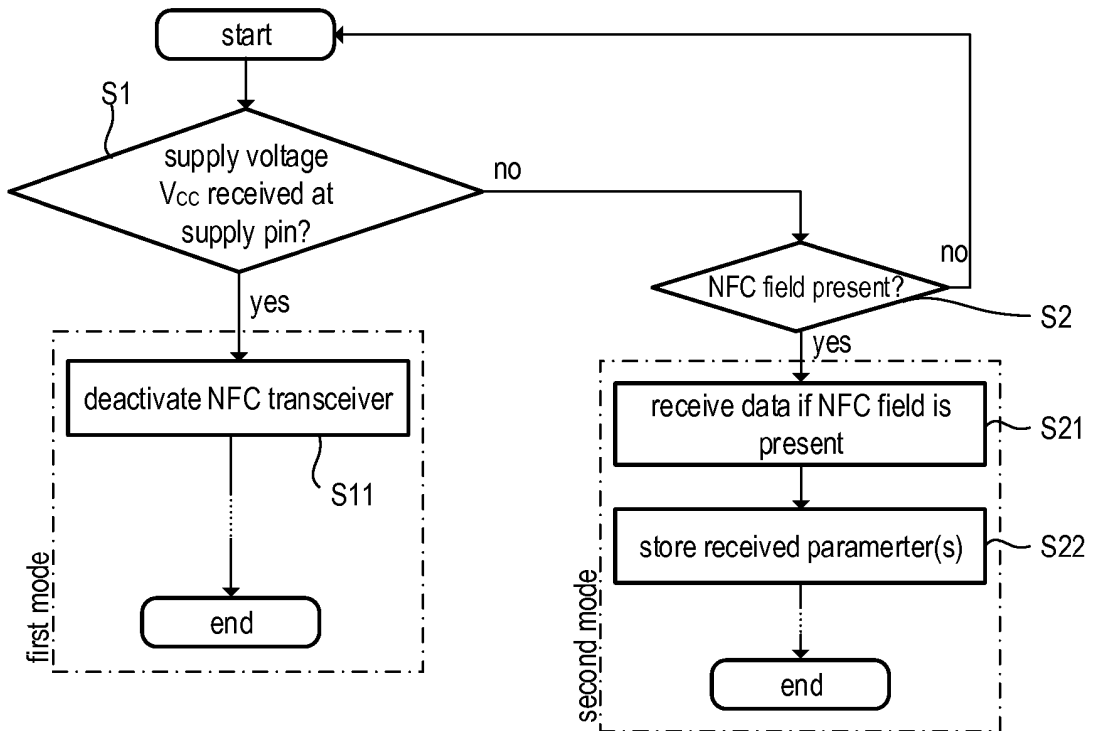 start
S1
supply voltage
Vcc received at
supply pin?
no
yes
NFC field present?
no
S2
yes
first mode
deactivate NFC transceiver
S11
end
second mode
receive data if NFC field is
present
S21
store received paramerter(s)
S22
end